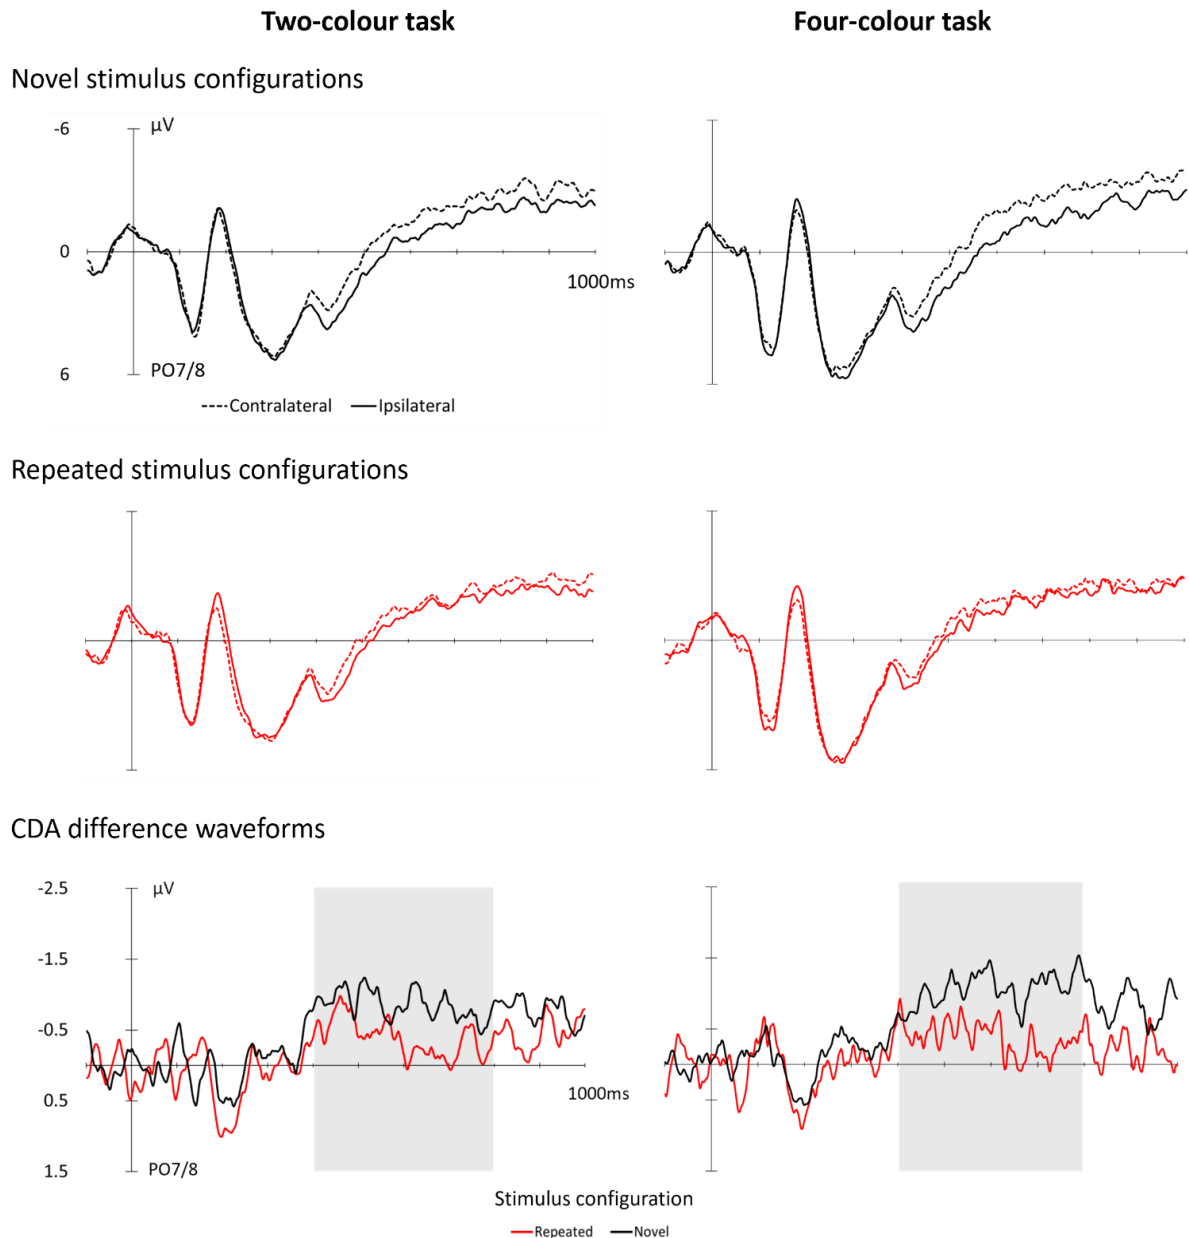 Two-colour task
Four-colour task
Novel stimulus configurations
-6
µV
0
1000ms
6
PO7/8
Contralateral
Ipsilateral
Repeated stimulus configurations
CDA difference waveforms
-2.5
µV
-1.5
-0.5
0.5
1000ms
1.5
PO7/8
Stimulus configuration
Repeated
Novel